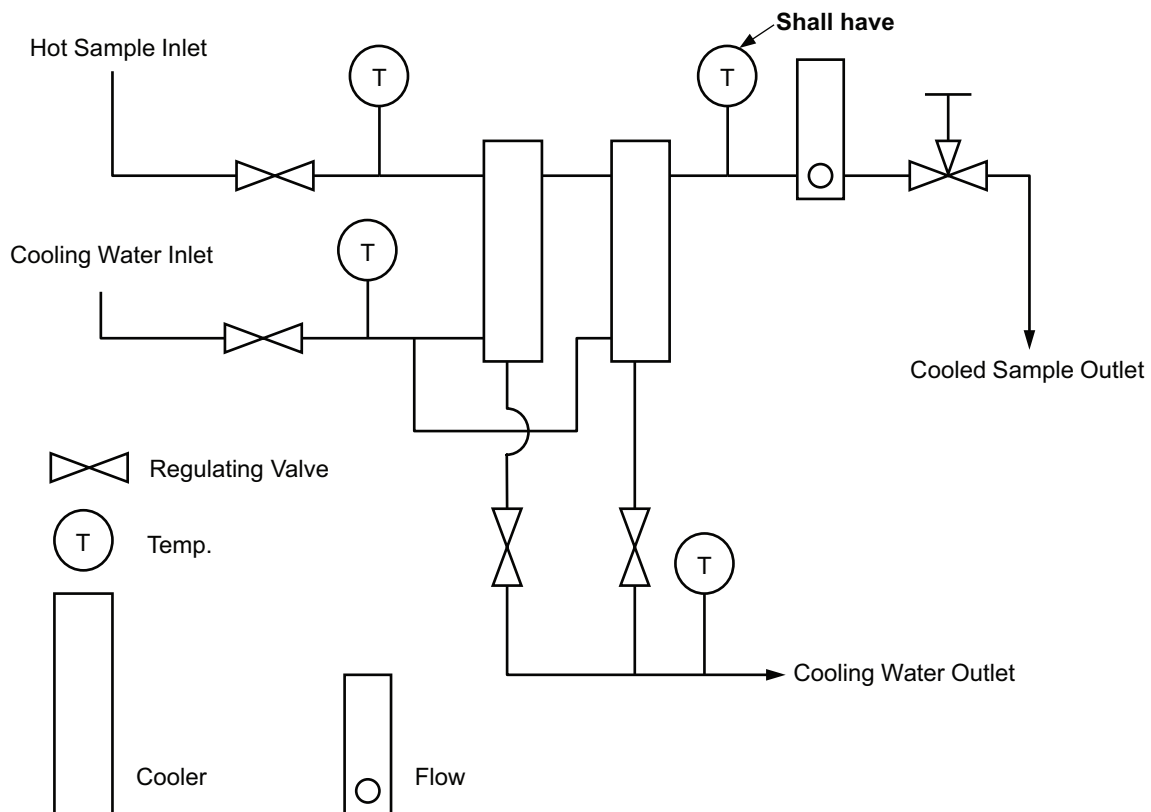 Shall have
Hot Sample Inlet
T
T
Cooling Water Inlet
T
Cooled Sample Outlet
Regulating Valve
T
Temp.
T
Cooling Water Outlet
Cooler
Flow